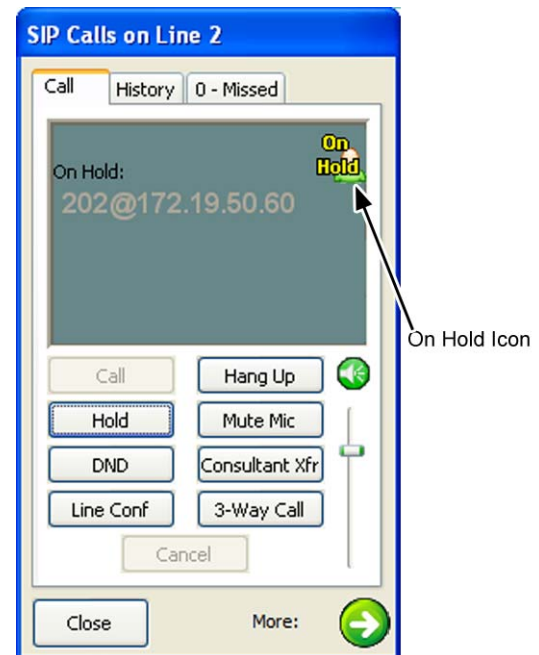 SIP Calls on Line 2
Call History 0 - Missed
On Hold
On Hold:
202@172.19.50.60
On Hold Icon
Call Hang Up
Hold Mute Mic
DND Consultant Xfr
Line Conf 3-Way Call
Cancel
Close More: